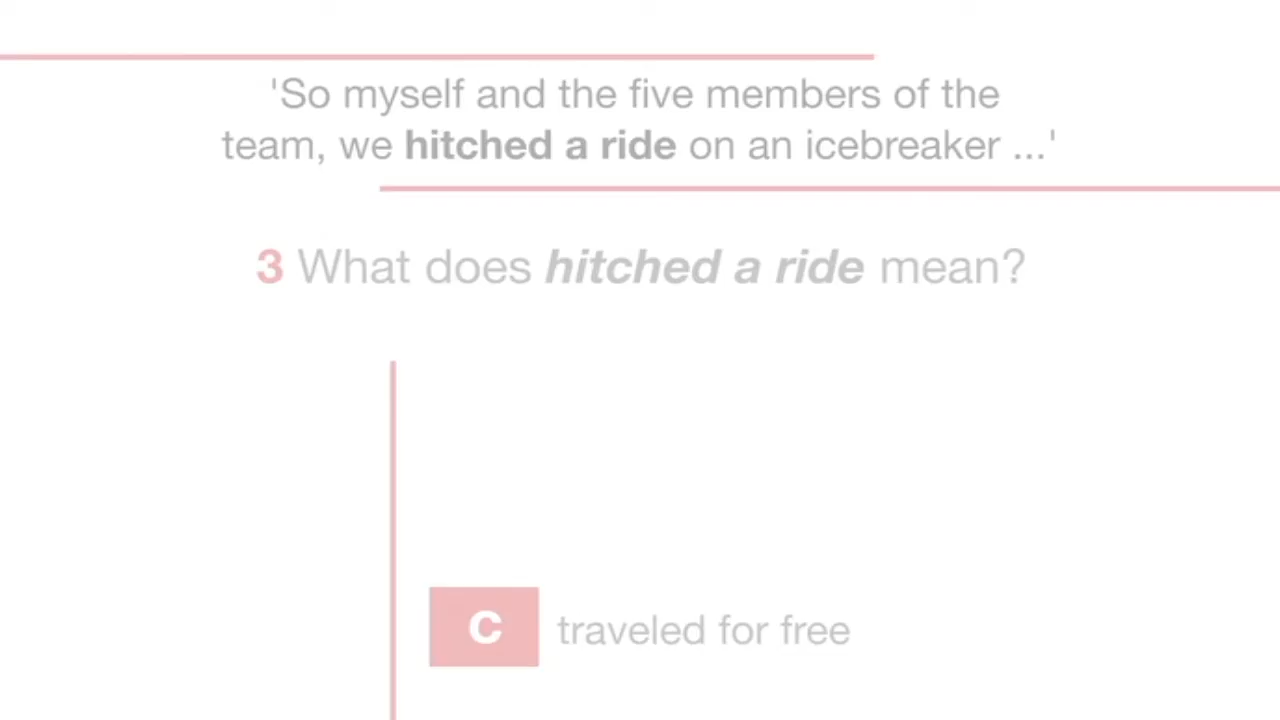 'So myself and the five members of the
team, we hitched a ride on an icebreaker ...'
3 What does hitched a ride mean?
C traveled for free